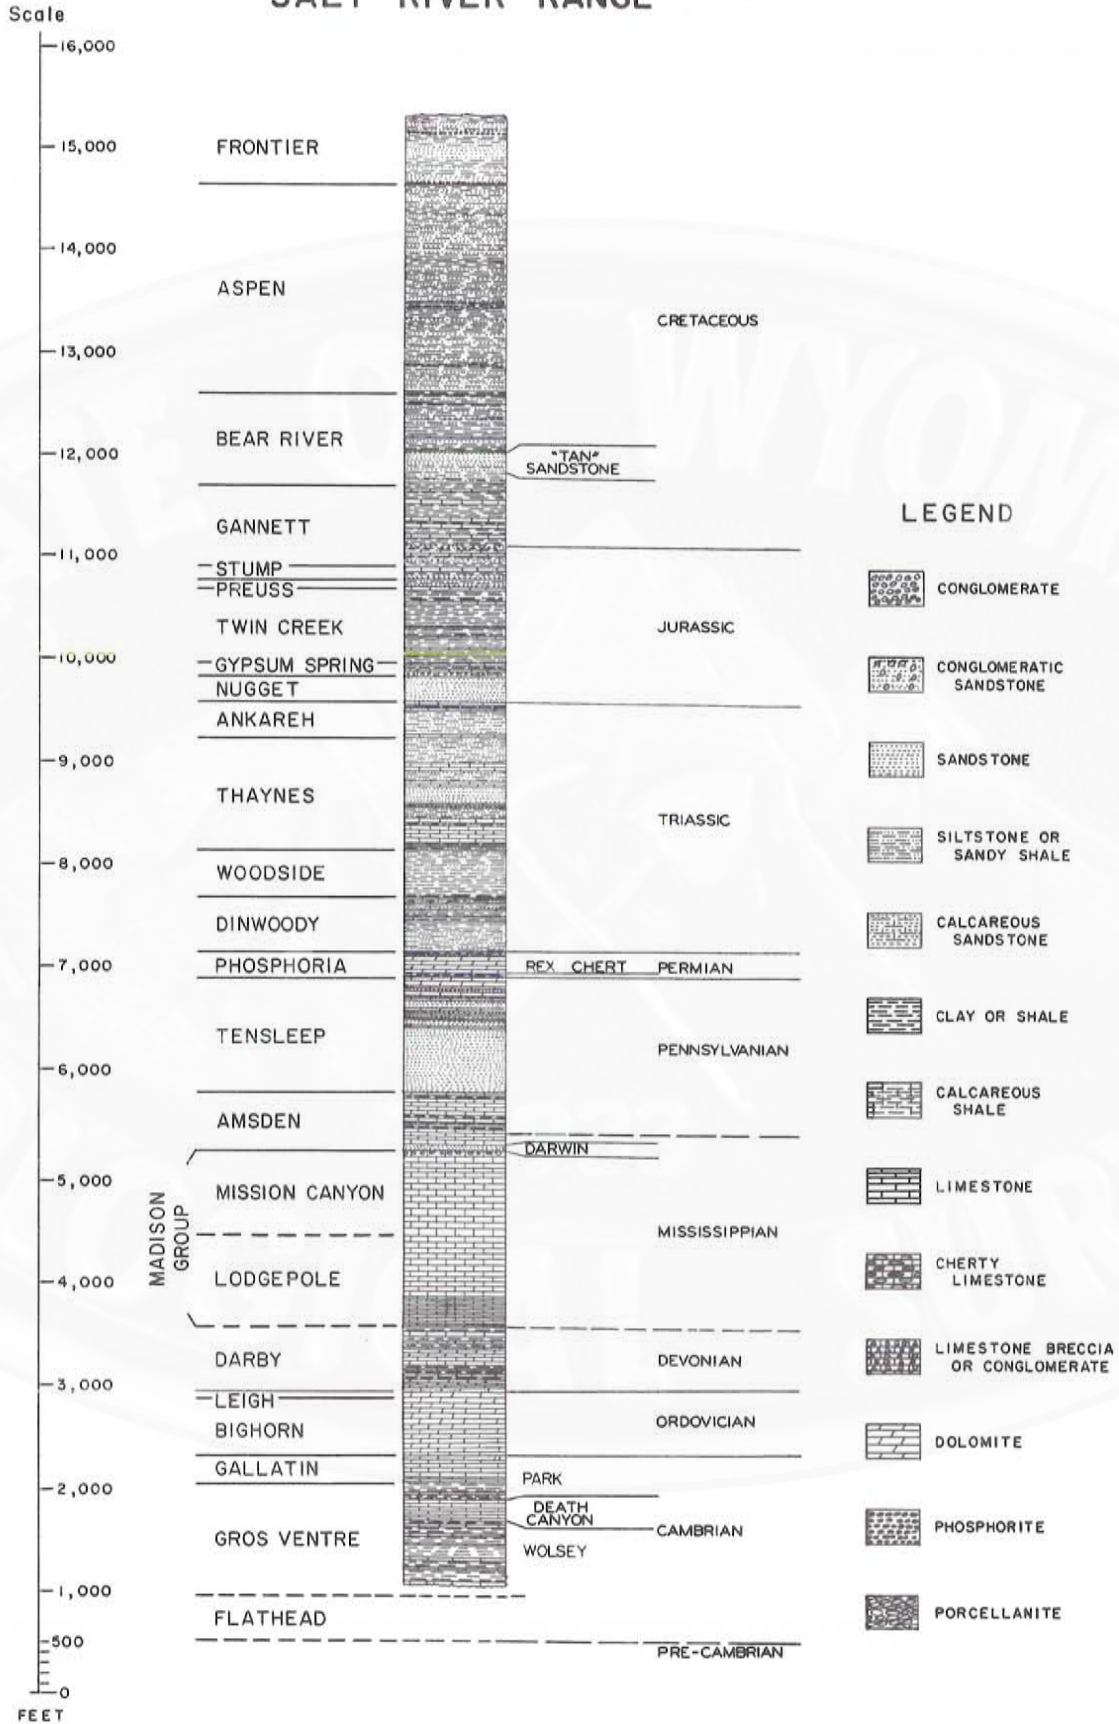 SALT RIVER RANGE
Scale
16,000
15,000
14,000
13,000
12,000
11,000
10,000
9,000
8,000
7,000
6,000
5,000
4,000
3,000
2,000
1,000
500
0
FEET
FRONTIER
ASPEN
BEAR RIVER
GANNETT
STUMP
PREUSS
TWIN CREEK
GYPSUM SPRING
NUGGET
ANKAREH
THAYNES
WOODSIDE
DINWOODY
PHOSPHORIA
TENSLEEP
AMSDEN
MADISON
GROUP
MISSION CANYON
LODGEPOLE
DARBY
LEIGH
BIGHORN
GALLATIN
GROS VENTRE
FLATHEAD
"TAN"
SANDSTONE
REX CHERT
DARWIN
PARK
DEATH
CANYON
WOLSEY
CRETACEOUS
JURASSIC
TRIASSIC
PERMIAN
PENNSYLVANIAN
MISSISSIPPIAN
DEVONIAN
ORDOVICIAN
CAMBRIAN
PRE-CAMBRIAN
LEGEND
CONGLOMERATE
CONGLOMERATIC
SANDSTONE
SANDSTONE
SILTSTONE OR
SANDY SHALE
CALCAREOUS
SANDSTONE
CLAY OR SHALE
CALCAREOUS
SHALE
LIMESTONE
CHERTY
LIMESTONE
LIMESTONE BRECCIA
OR CONGLOMERATE
DOLOMITE
PHOSPHORITE
PORCELLANITE